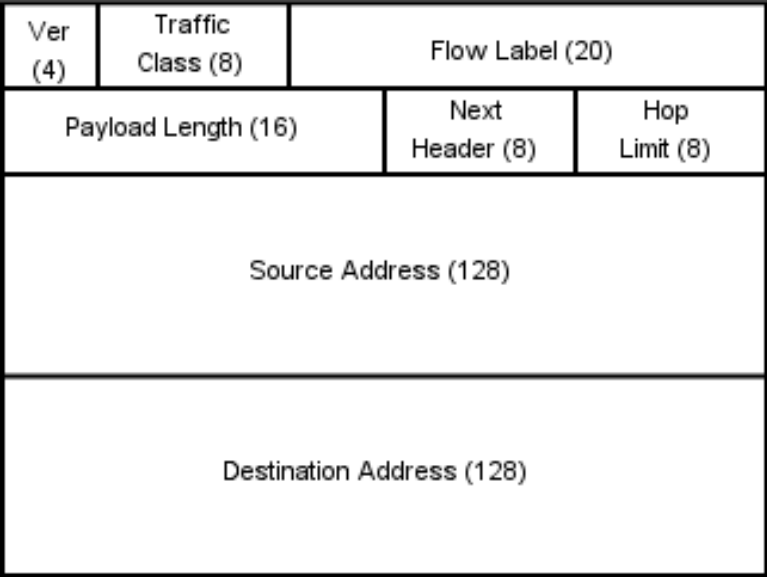 Ver
(4)
Traffic
Class (8)
Flow Label (20)
Payload Length (16)
Next
Header (8)
Hop
Limit (8)
Source Address (128)
Destination Address (128)